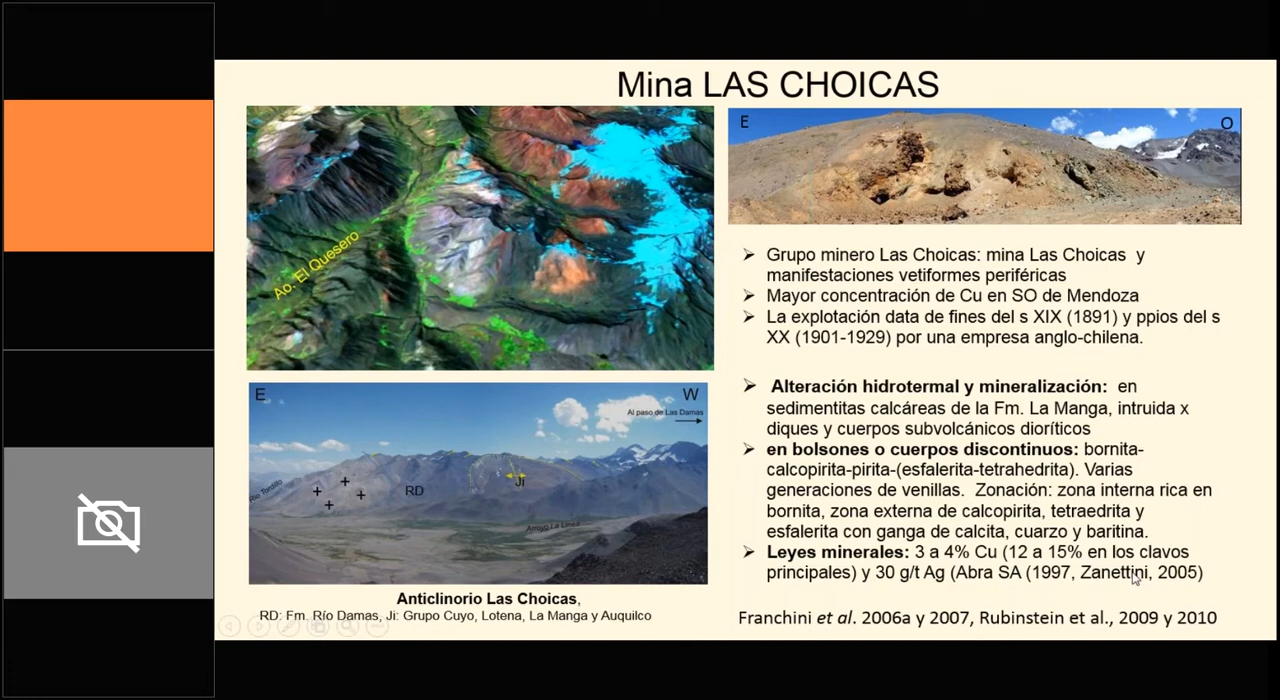 Mina LAS CHOICAS
Ao. El Quesero
E
O
➢ Grupo minero Las Choicas: mina Las Choicas y
manifestaciones vetiformes periféricas
➢ Mayor concentración de Cu en SO de Mendoza
➢ La explotación data de fines del s XIX (1891) y ppios del s
XX (1901-1929) por una empresa anglo-chilena.
➢ Alteración hidrotermal y mineralización: en
sedimentitas calcáreas de la Fm. La Manga, intruida x
diques y cuerpos subvolcánicos dioríticos
➢ en bolsones o cuerpos discontinuos: bornita-
calcopirita-pirita-(esfalerita-tetrahedrita). Varias
generaciones de venillas. Zonación: zona interna rica en
bornita, zona externa de calcopirita, tetraedrita y
esfalerita con ganga de calcita, cuarzo y baritina.
➢ Leyes minerales: 3 a 4% Cu (12 a 15% en los clavos
principales) y 30 g/t Ag (Abra SA (1997, Zanettini, 2005)
E
W
Al paso de Las Damas
Río Tordillo
RD
Ji
Arroyo La Línea
Anticlinorio Las Choicas,
RD: Fm. Río Damas, Ji: Grupo Cuyo, Lotena, La Manga y Auquilco
Franchini et al. 2006a y 2007, Rubinstein et al., 2009 y 2010